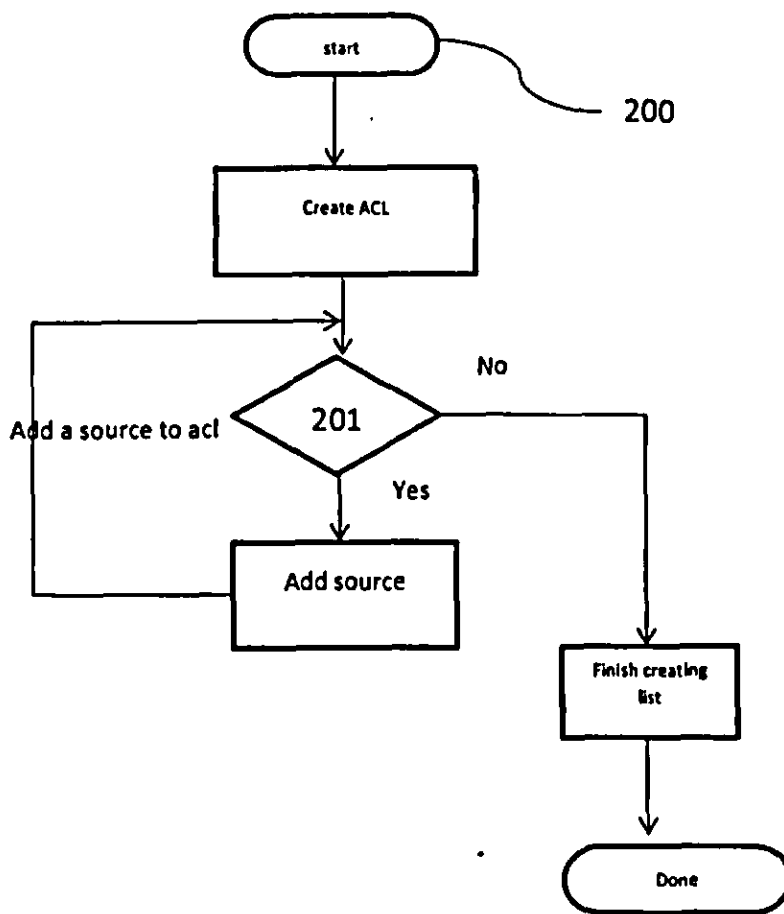 start
200
Create ACL
No
Add a source to acl
201
Yes
Add source
Finish creating
list
Done